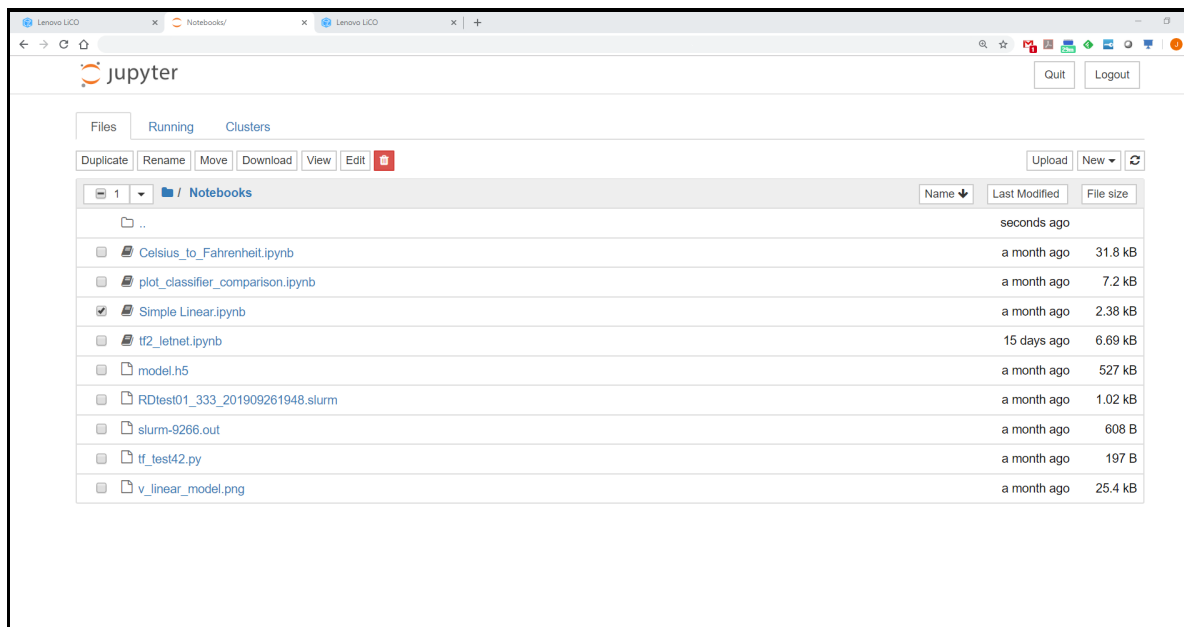 Lenovo LiCO Notebooks/ Lenovo LiCO
jupyter Quit Logout
Files Running Clusters
Duplicate Rename Move Download View Edit Upload New
1 / Notebooks Name Last Modified File size
.. seconds ago
Celsius_to_Fahrenheit.ipynb a month ago 31.8 kB
plot_classifier_comparison.ipynb a month ago 7.2 kB
Simple Linear.ipynb a month ago 2.38 kB
tf2_letnet.ipynb 15 days ago 6.69 kB
model.h5 a month ago 527 kB
RDtest01_333_201909261948.slurm a month ago 1.02 kB
slurm-9266.out a month ago 608 B
tf_test42.py a month ago 197 B
v_linear_model.png a month ago 25.4 kB